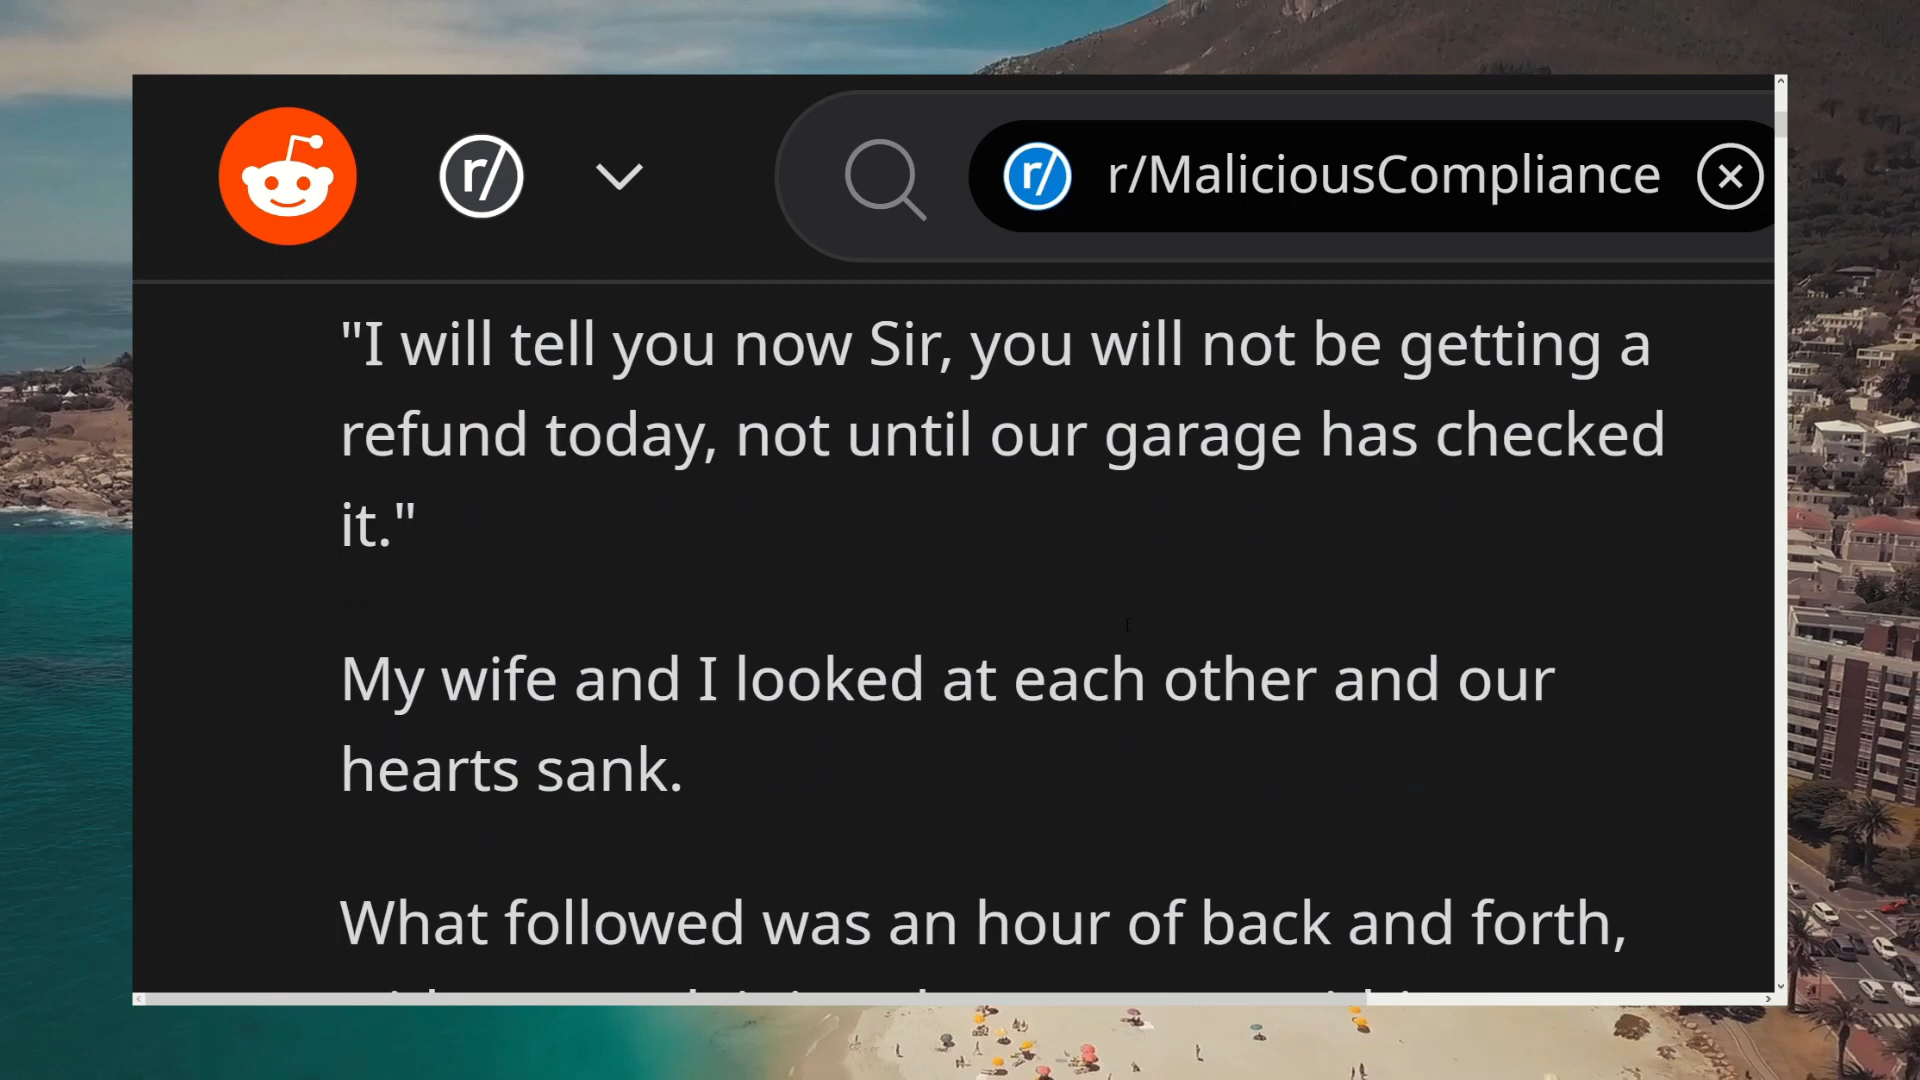 r/
r/ r/MaliciousCompliance
"I will tell you now Sir, you will not be getting a
refund today, not until our garage has checked
it."
My wife and I looked at each other and our
hearts sank.
What followed was an hour of back and forth,